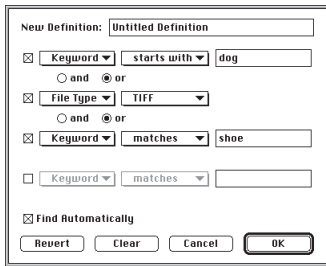 New Definition: Untitled Definition
Keyword starts with dog
and or
File Type TIFF
and or
Keyword matches shoe
Keyword matches
Find Automatically
Revert Clear Cancel OK